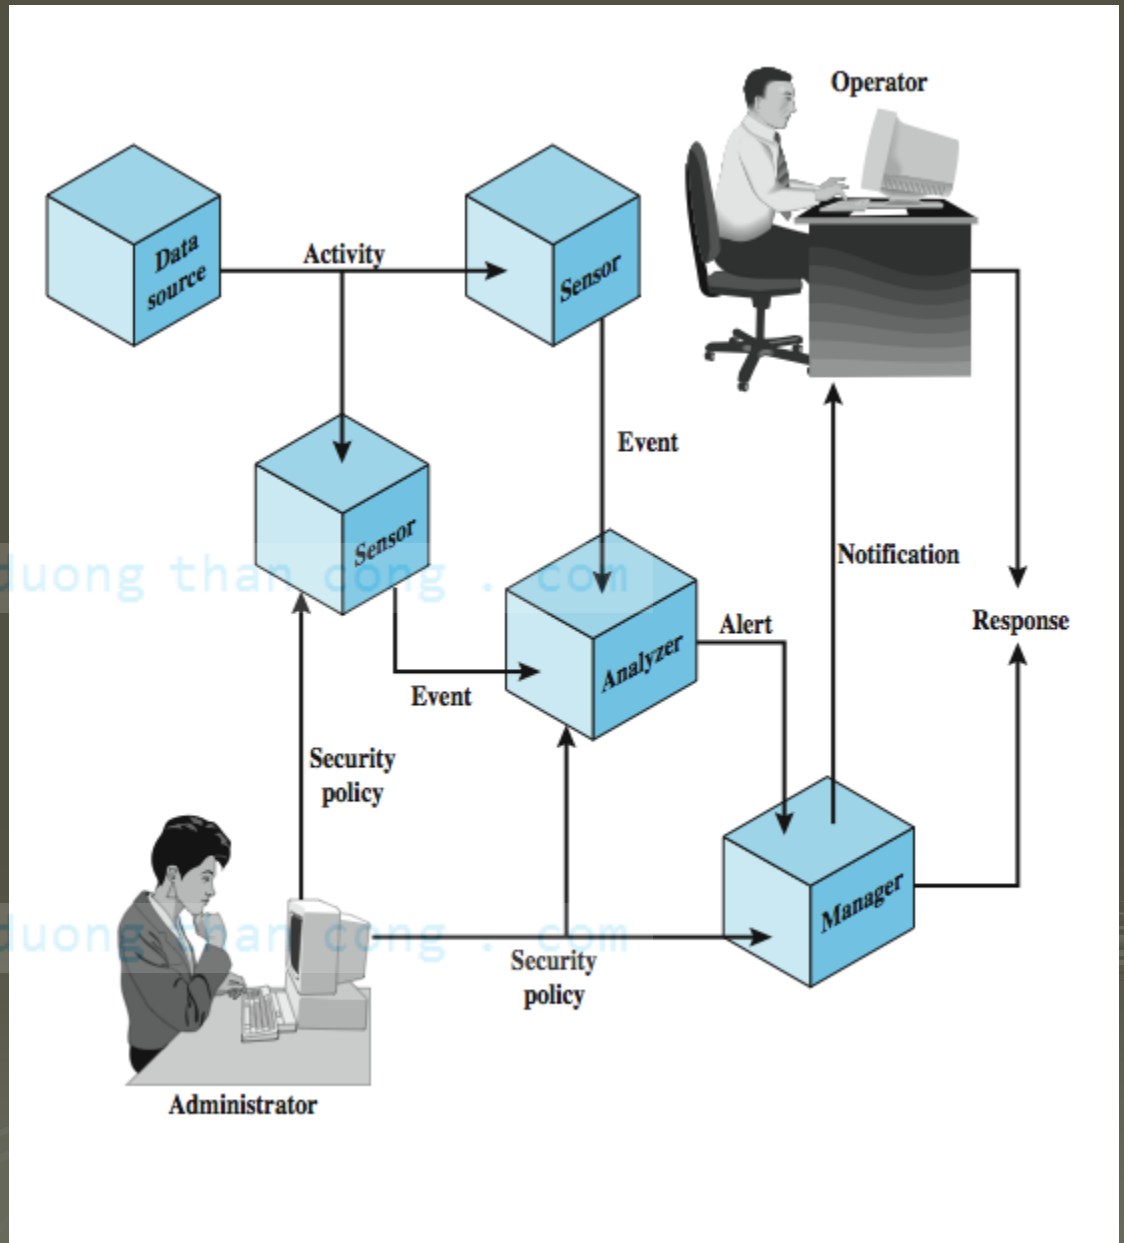 Operator
Data
source
Activity
Sensor
Event
Sensor
Notification
duong than cong . com
Response
Alert
Analyzer
Event
Security
policy
Manager
duong than cong . com
Security
policy
Administrator